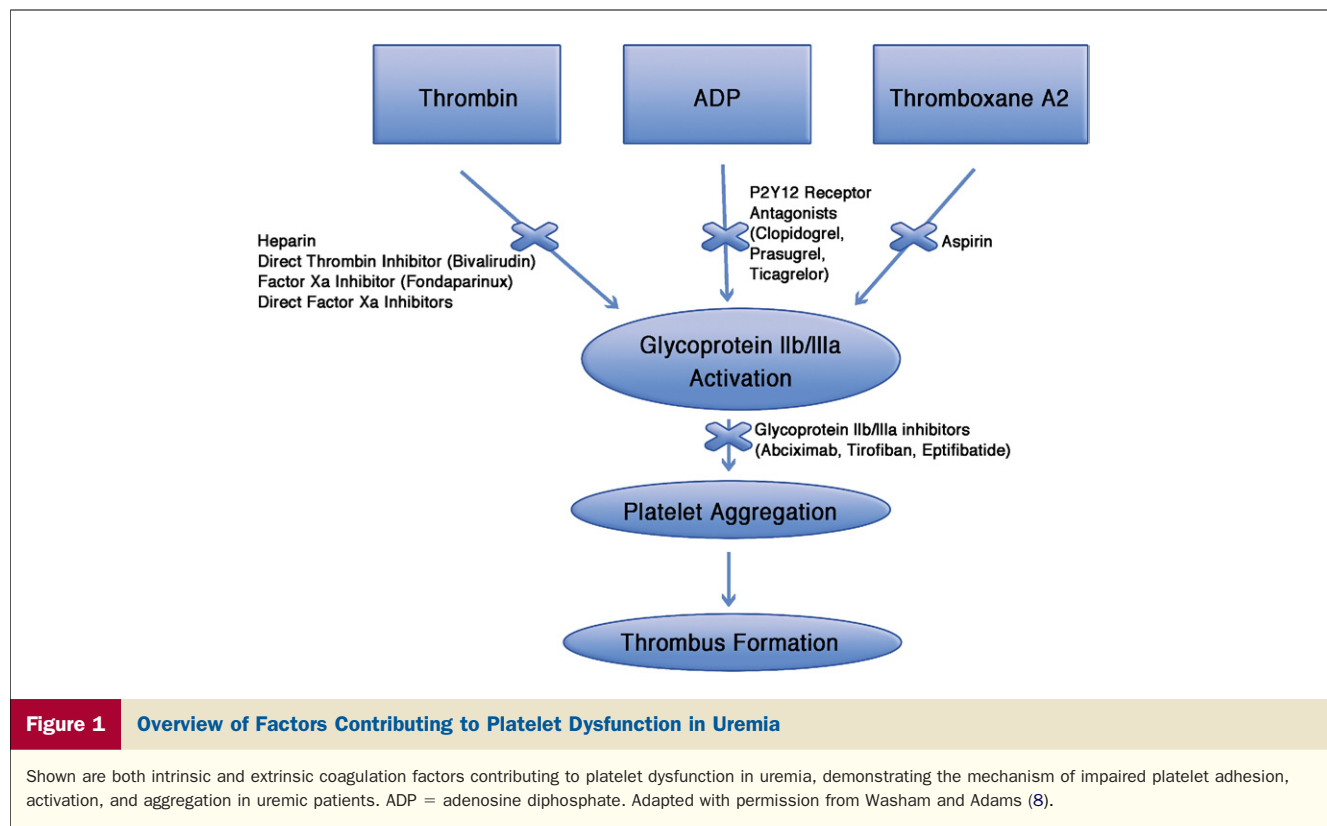 Thrombin
ADP
Thromboxane A2
Heparin
Direct Thrombin Inhibitor (Bivalirudin)
Factor Xa Inhibitor (Fondaparinux)
Direct Factor Xa Inhibitors
P2Y12 Receptor
Antagonists
(Clopidogrel,
Prasugrel,
Ticagrelor)
Aspirin
Glycoprotein IIb/IIIa
Activation
Glycoprotein IIb/IIIa inhibitors
(Abciximab, Tirofiban, Eptifibatide)
Platelet Aggregation
Thrombus Formation
Figure 1
Overview of Factors Contributing to Platelet Dysfunction in Uremia
Shown are both intrinsic and extrinsic coagulation factors contributing to platelet dysfunction in uremia, demonstrating the mechanism of impaired platelet adhesion,
activation, and aggregation in uremic patients. ADP = adenosine diphosphate. Adapted with permission from Washam and Adams (8).